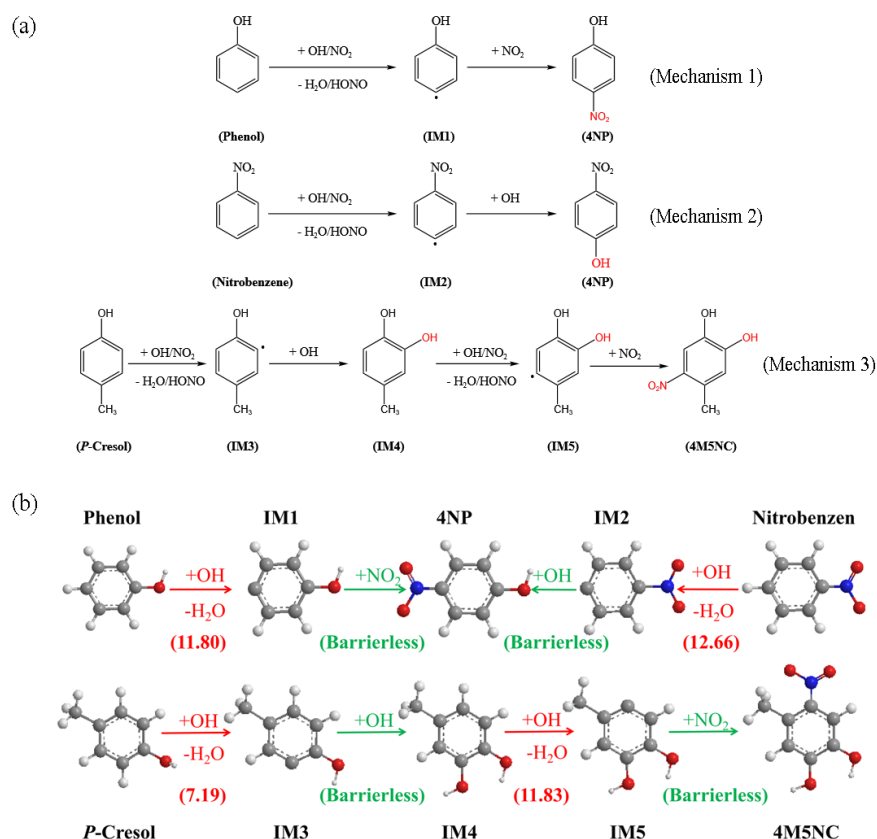 (a)
OH
OH
OH
+ OH/NO₂
+ NO₂
- H₂O/HONO
(Mechanism 1)
NO₂
(Phenol)
(IM1)
(4NP)
NO₂
NO₂
NO₂
+ OH/NO₂
+ OH
- H₂O/HONO
(Mechanism 2)
OH
(Nitrobenzene)
(IM2)
(4NP)
OH
OH
OH
OH
OH
OH
OH
OH
+ OH/NO₂
+ OH
+ OH/NO₂
+ NO₂
- H₂O/HONO
- H₂O/HONO
(Mechanism 3)
O₂N
CH₃
CH₃
CH₃
CH₃
CH₃
(P-Cresol)
(IM3)
(IM4)
(IM5)
(4M5NC)
(b)
Phenol IM1 4NP IM2 Nitrobenzen
+OH +NO₂ +OH +OH
-H₂O -H₂O
(11.80) (Barrierless) (Barrierless) (12.66)
+OH +OH +OH +NO₂
-H₂O -H₂O
(7.19) (Barrierless) (11.83) (Barrierless)
P-Cresol IM3 IM4 IM5 4M5NC